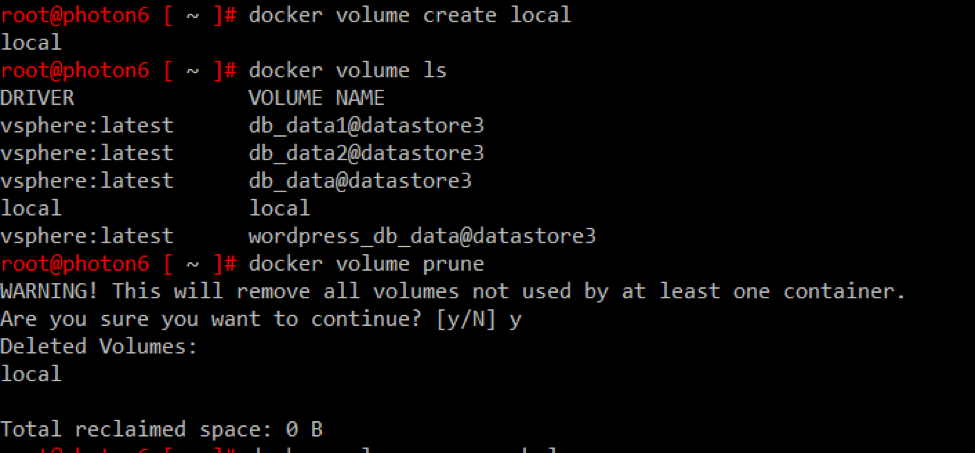 root@photon6 [ ~ ]# docker volume create local
local
root@photon6 [ ~ ]# docker volume ls
DRIVER              VOLUME NAME
vsphere:latest      db_data1@datastore3
vsphere:latest      db_data2@datastore3
vsphere:latest      db_data@datastore3
local               local
vsphere:latest      wordpress_db_data@datastore3
root@photon6 [ ~ ]# docker volume prune
WARNING! This will remove all volumes not used by at least one container.
Are you sure you want to continue? [y/N] y
Deleted Volumes:
local

Total reclaimed space: 0 B